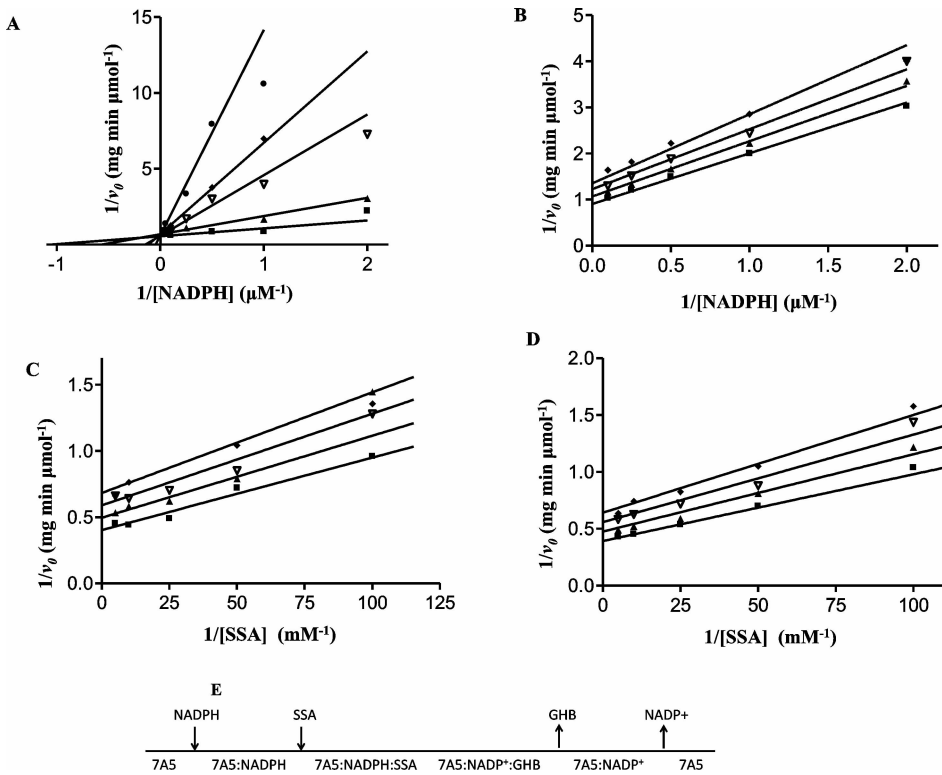 A
15
10
5
-1
0
1
2
1/v₀ (mg min μmol⁻¹)
1/[NADPH] (μM⁻¹)
B
5
4
3
2
1
0
0.0
0.5
1.0
1.5
2.0
1/v₀ (mg min μmol⁻¹)
1/[NADPH] (μM⁻¹)
C
1.5
1.0
0.5
0.0
0
25
50
75
100
125
1/v₀ (mg min μmol⁻¹)
1/[SSA] (mM⁻¹)
D
2.0
1.5
1.0
0.5
0.0
0
25
50
75
100
1/v₀ (mg min μmol⁻¹)
1/[SSA] (mM⁻¹)
E
NADPH SSA GHB NADP+
7A5 7A5:NADPH 7A5:NADPH:SSA 7A5:NADP⁺:GHB 7A5:NADP⁺ 7A5